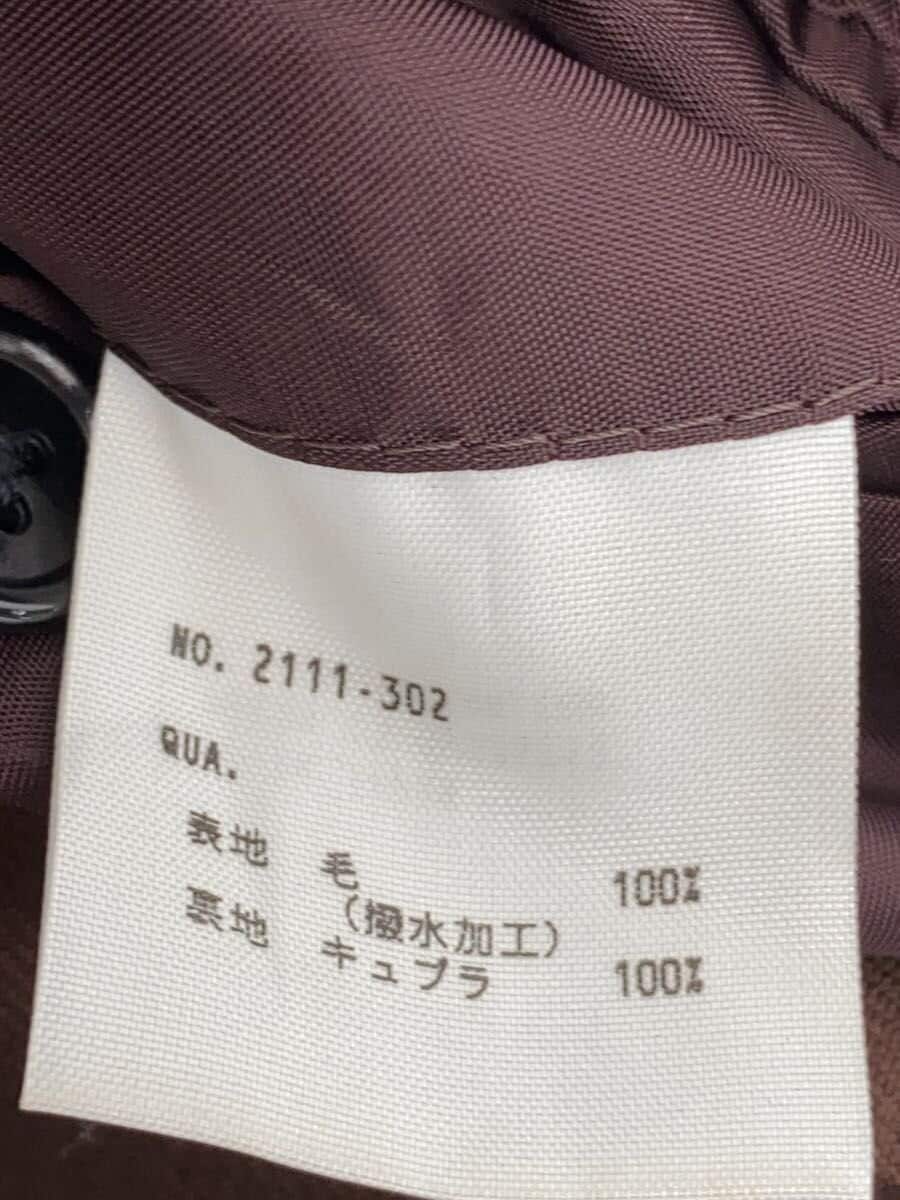 NO. 2111-302
QUA.
表地 毛 100%
(撥水加工)
裏地 キュプラ 100%